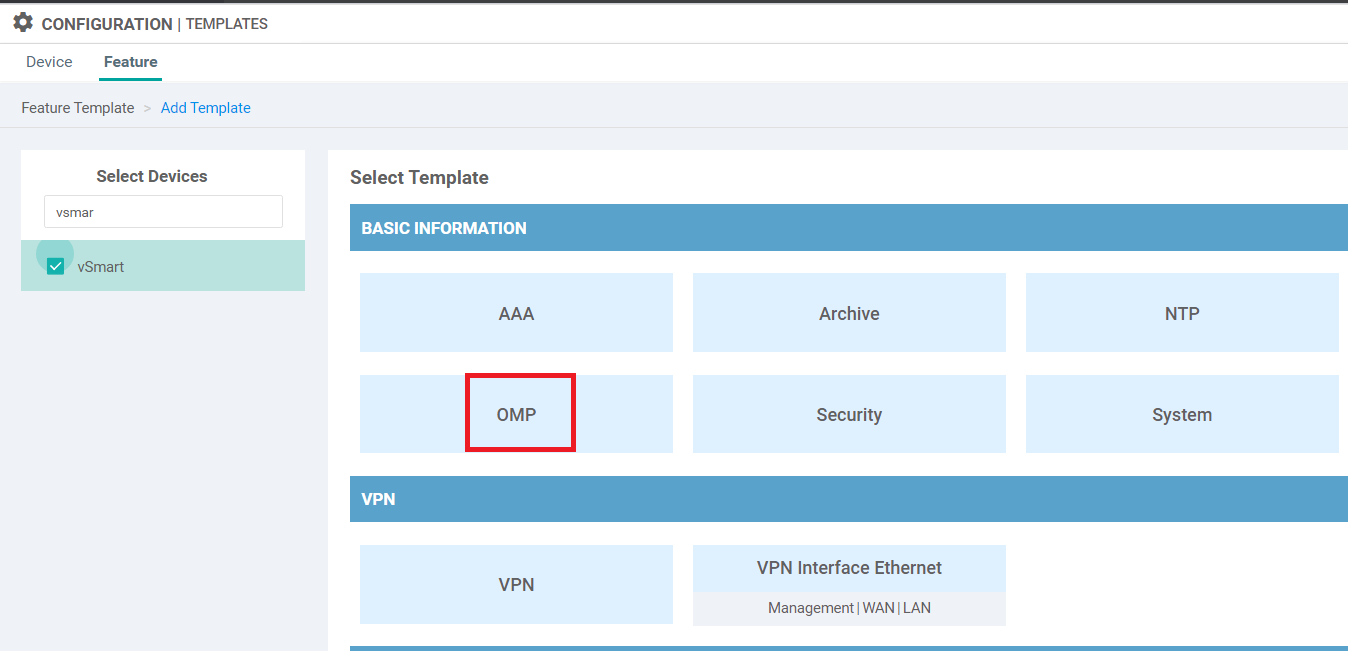 CONFIGURATION | TEMPLATES
Device Feature
Feature Template > Add Template
Select Devices
vsmar
vSmart
Select Template
BASIC INFORMATION
AAA
Archive
NTP
OMP
Security
System
VPN
VPN
VPN Interface Ethernet
Management | WAN | LAN